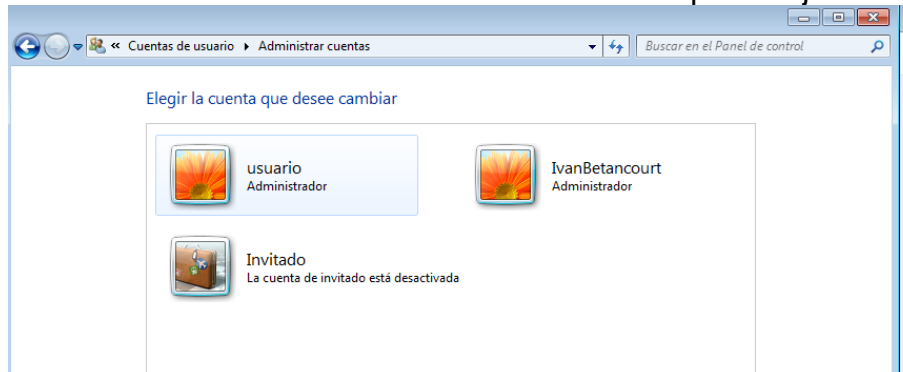 « Cuentas de usuario ▸ Administrar cuentas
Buscar en el Panel de control
Elegir la cuenta que desee cambiar
usuario
Administrador
IvanBetancourt
Administrador
Invitado
La cuenta de invitado está desactivada